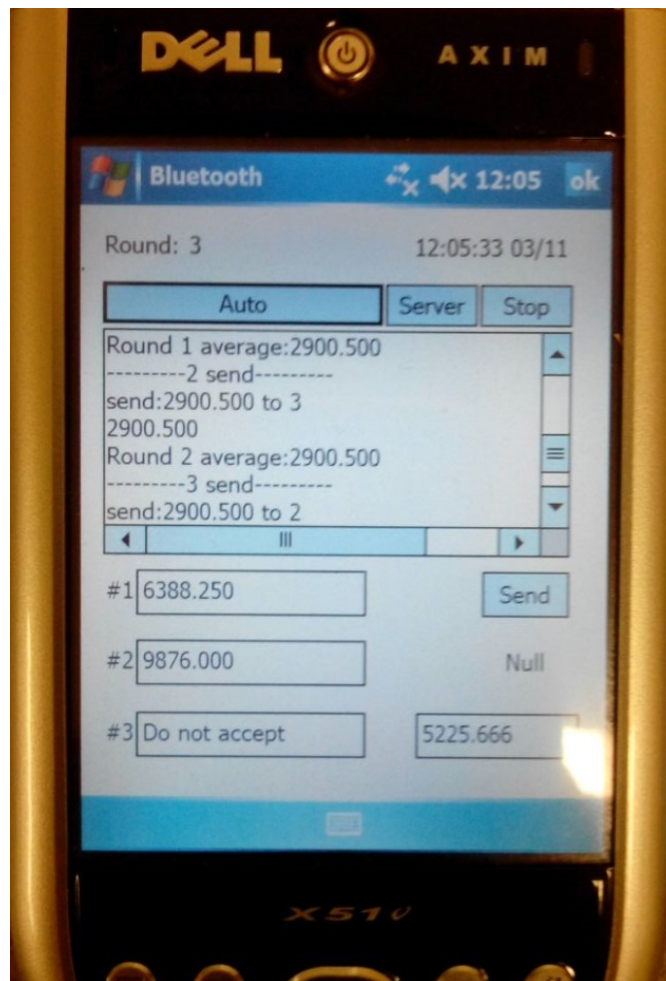 DELL AXIM
Bluetooth 12:05 ok
Round: 3 12:05:33 03/11
Auto Server Stop
Round 1 average:2900.500
---------2 send---------
send:2900.500 to 3
2900.500
Round 2 average:2900.500
---------3 send---------
send:2900.500 to 2
#1 6388.250 Send
#2 9876.000 Null
#3 Do not accept 5225.666
X51v